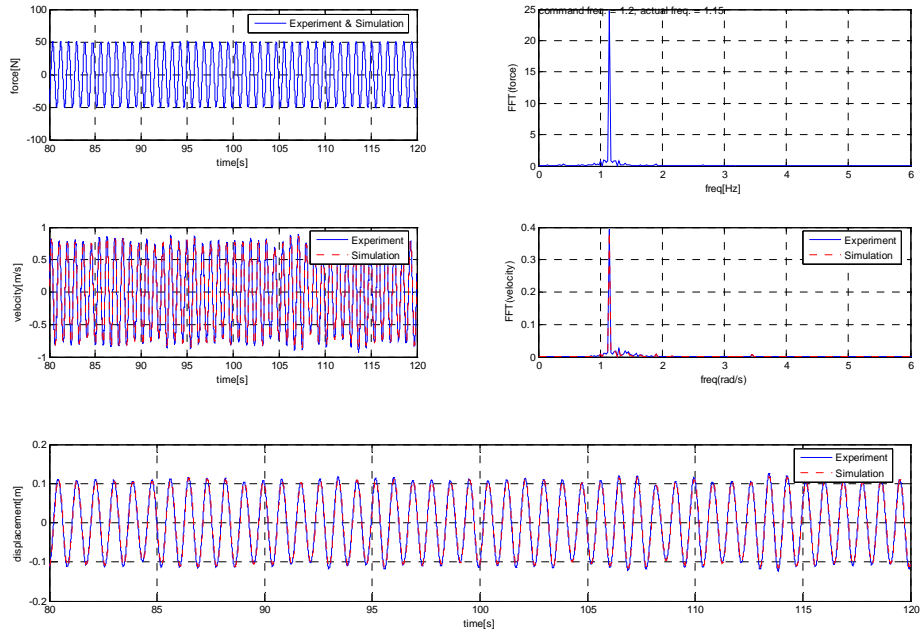 Experiment & Simulation
force[N]
100
50
0
-50
-100
80 85 90 95 100 105 110 115 120
time[s]
command freq. = 1.2, actual freq. = 1.15
FFT(force)
25
20
15
10
5
0
0 1 2 3 4 5 6
freq[Hz]
Experiment
Simulation
velocity[m/s]
1
0.5
0
-0.5
-1
80 85 90 95 100 105 110 115 120
time[s]
Experiment
Simulation
FFT(velocity)
0.4
0.3
0.2
0.1
0
0 1 2 3 4 5 6
freq(rad/s)
Experiment
Simulation
displacement[m]
0.2
0.1
0
-0.1
-0.2
80 85 90 95 100 105 110 115 120
time[s]